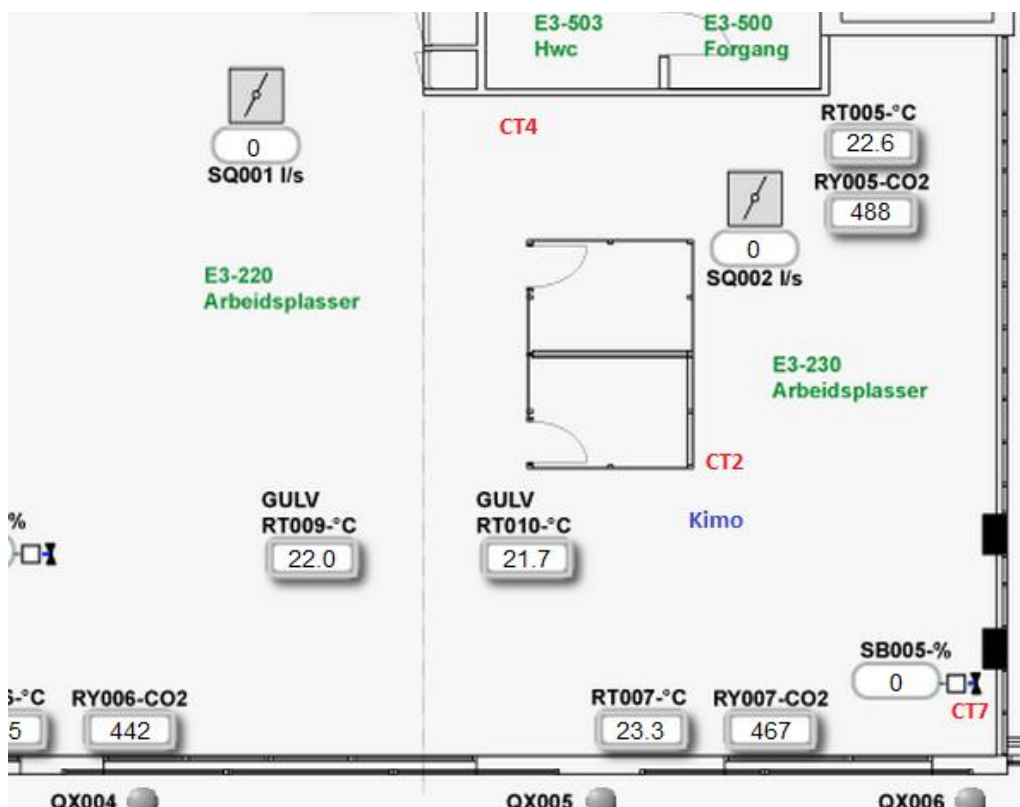 E3-503
Hwc
E3-500
Forgang
CT4
RT005-°C
22.6
RY005-CO2
488
0
SQ001 l/s
0
SQ002 l/s
E3-220
Arbeidsplasser
E3-230
Arbeidsplasser
CT2
GULV
RT009-°C
22.0
GULV
RT010-°C
21.7
Kimo
%
SB005-%
0
CT7
-°C
5
RY006-CO2
442
RT007-°C
23.3
RY007-CO2
467
QX004
QX005
QX006